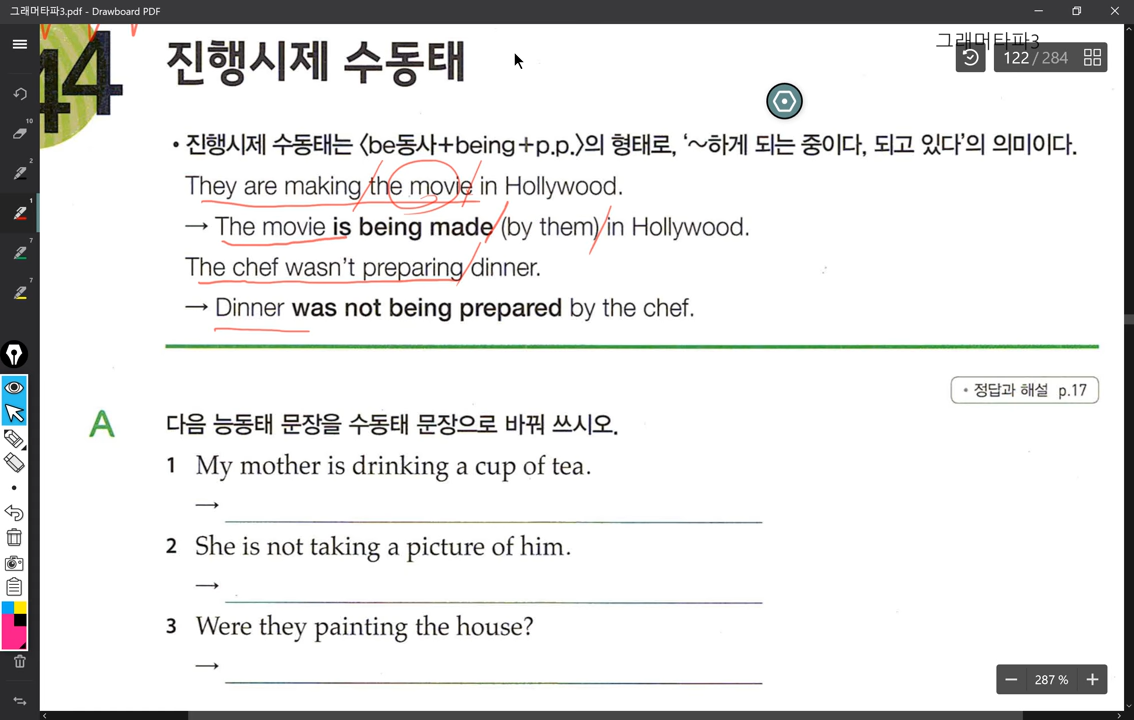 그래머타파3.pdf - Drawboard PDF
그래머타파3
122 / 284
44 진행시제 수동태
• 진행시제 수동태는 〈be동사+being+p.p.〉의 형태로, '~하게 되는 중이다, 되고 있다'의 의미이다.
They are making the movie in Hollywood.
→ The movie is being made (by them) in Hollywood.
The chef wasn't preparing dinner.
→ Dinner was not being prepared by the chef.
• 정답과 해설 p.17
A 다음 능동태 문장을 수동태 문장으로 바꿔 쓰시오.
1 My mother is drinking a cup of tea.
→
2 She is not taking a picture of him.
→
3 Were they painting the house?
→
10
2
1
7
7
287 %